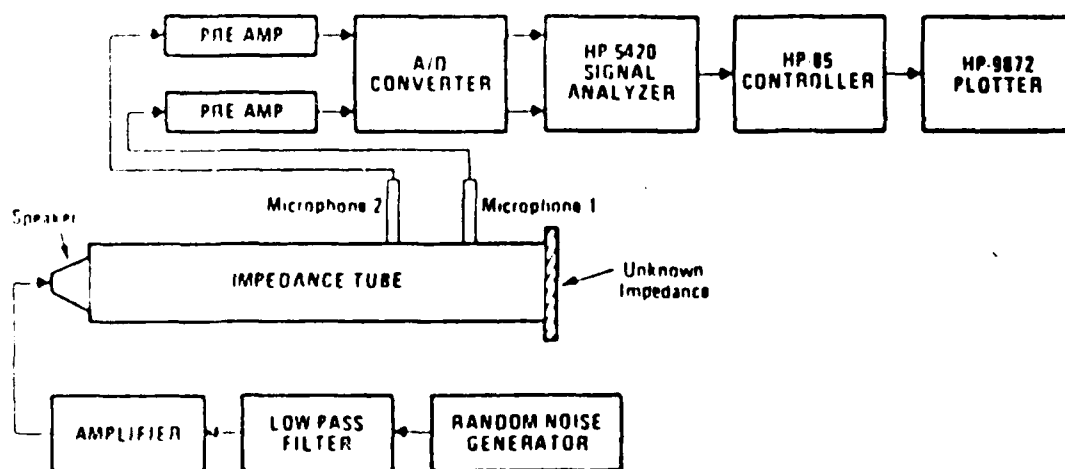 PRE AMP
A/D
CONVERTER
HP 5420
SIGNAL
ANALYZER
HP-85
CONTROLLER
HP-9872
PLOTTER
PRE AMP
Microphone 2
Microphone 1
Speaker
IMPEDANCE TUBE
Unknown
Impedance
AMPLIFIER
LOW PASS
FILTER
RANDOM NOISE
GENERATOR